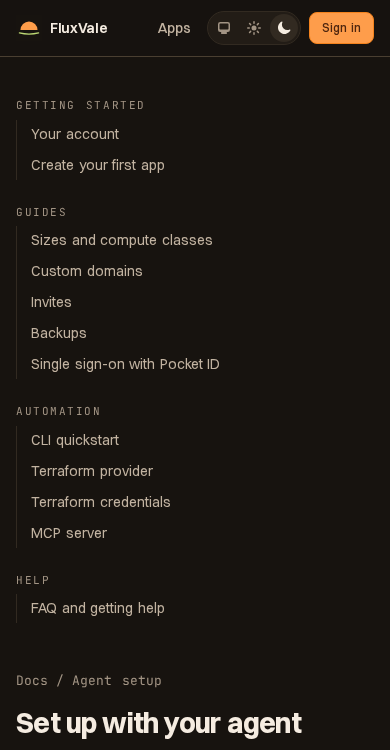 FluxVale
Apps
Sign in
GETTING STARTED
Your account
Create your first app
GUIDES
Sizes and compute classes
Custom domains
Invites
Backups
Single sign-on with Pocket ID
AUTOMATION
CLI quickstart
Terraform provider
Terraform credentials
MCP server
HELP
FAQ and getting help
Docs / Agent setup
Set up with your agent